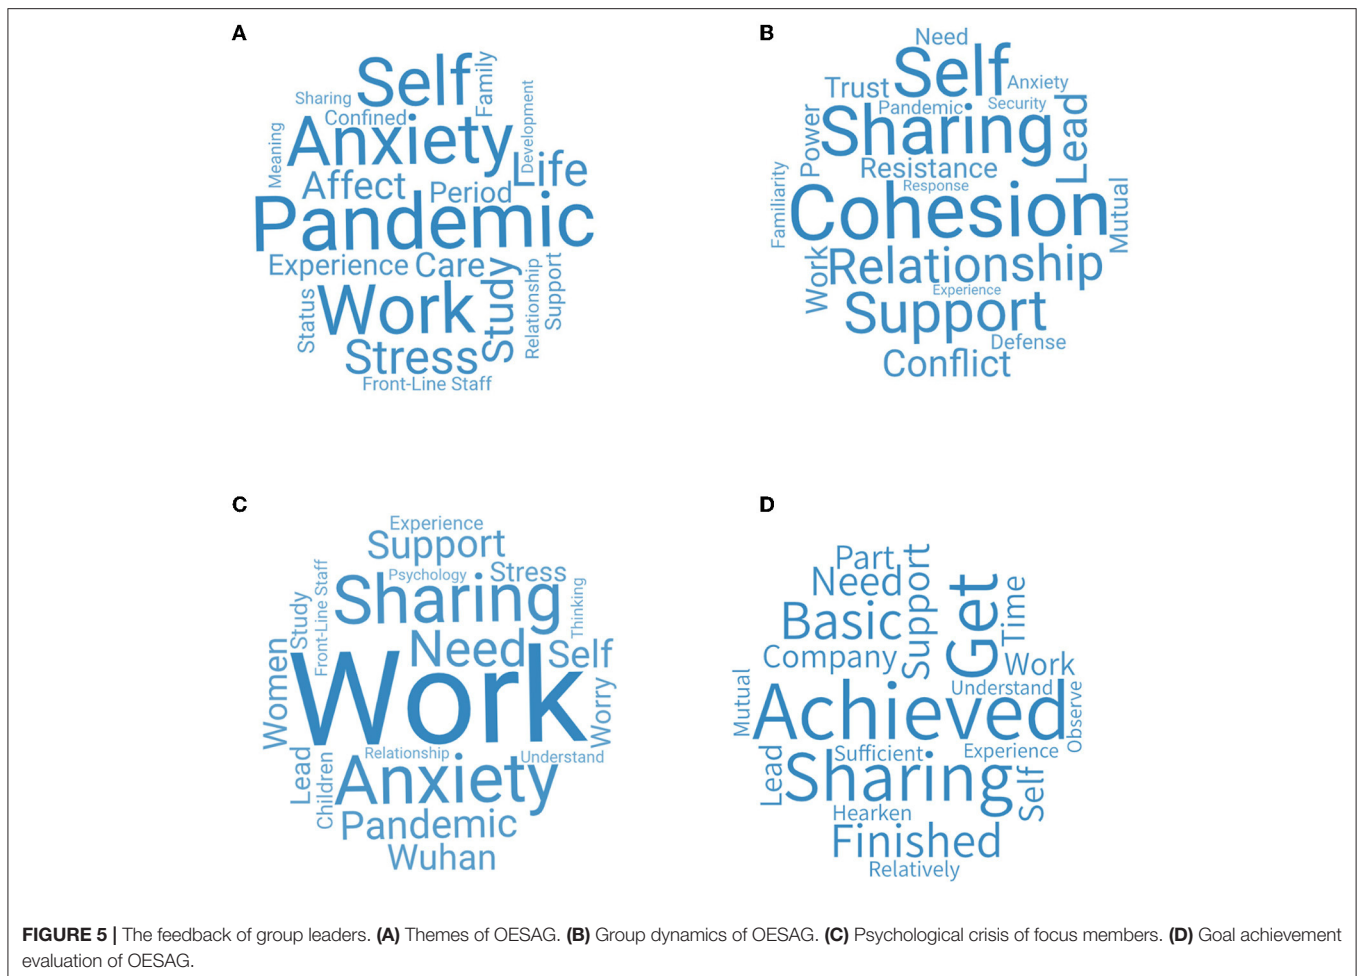 A
Self
Family
Sharing
Confined
Development
Anxiety
Meaning
Life
Affect
Period
Pandemic
Experience
Care
Study
Relationship
Support
Status
Work
Stress
Front-Line Staff
B
Need
Self
Trust
Anxiety
Pandemic
Security
Power
Sharing
Lead
Resistance
Response
Familiarity
Cohesion
Mutual
Work
Relationship
Experience
Support
Defense
Conflict
C
Experience
Support
Psychology
Stress
Study
Front-Line Staff
Sharing
Thinking
Women
Need
Self
Work
Worry
Relationship
Understand
Lead
Children
Anxiety
Pandemic
Wuhan
D
Part
Need
Support
Get
Time
Basic
Company
Work
Understand
Mutual
Achieved
Observe
Sufficient
Experience
Lead
Sharing
Self
Hearken
Finished
Relatively
FIGURE 5 | The feedback of group leaders. (A) Themes of OESAG. (B) Group dynamics of OESAG. (C) Psychological crisis of focus members. (D) Goal achievement
evaluation of OESAG.